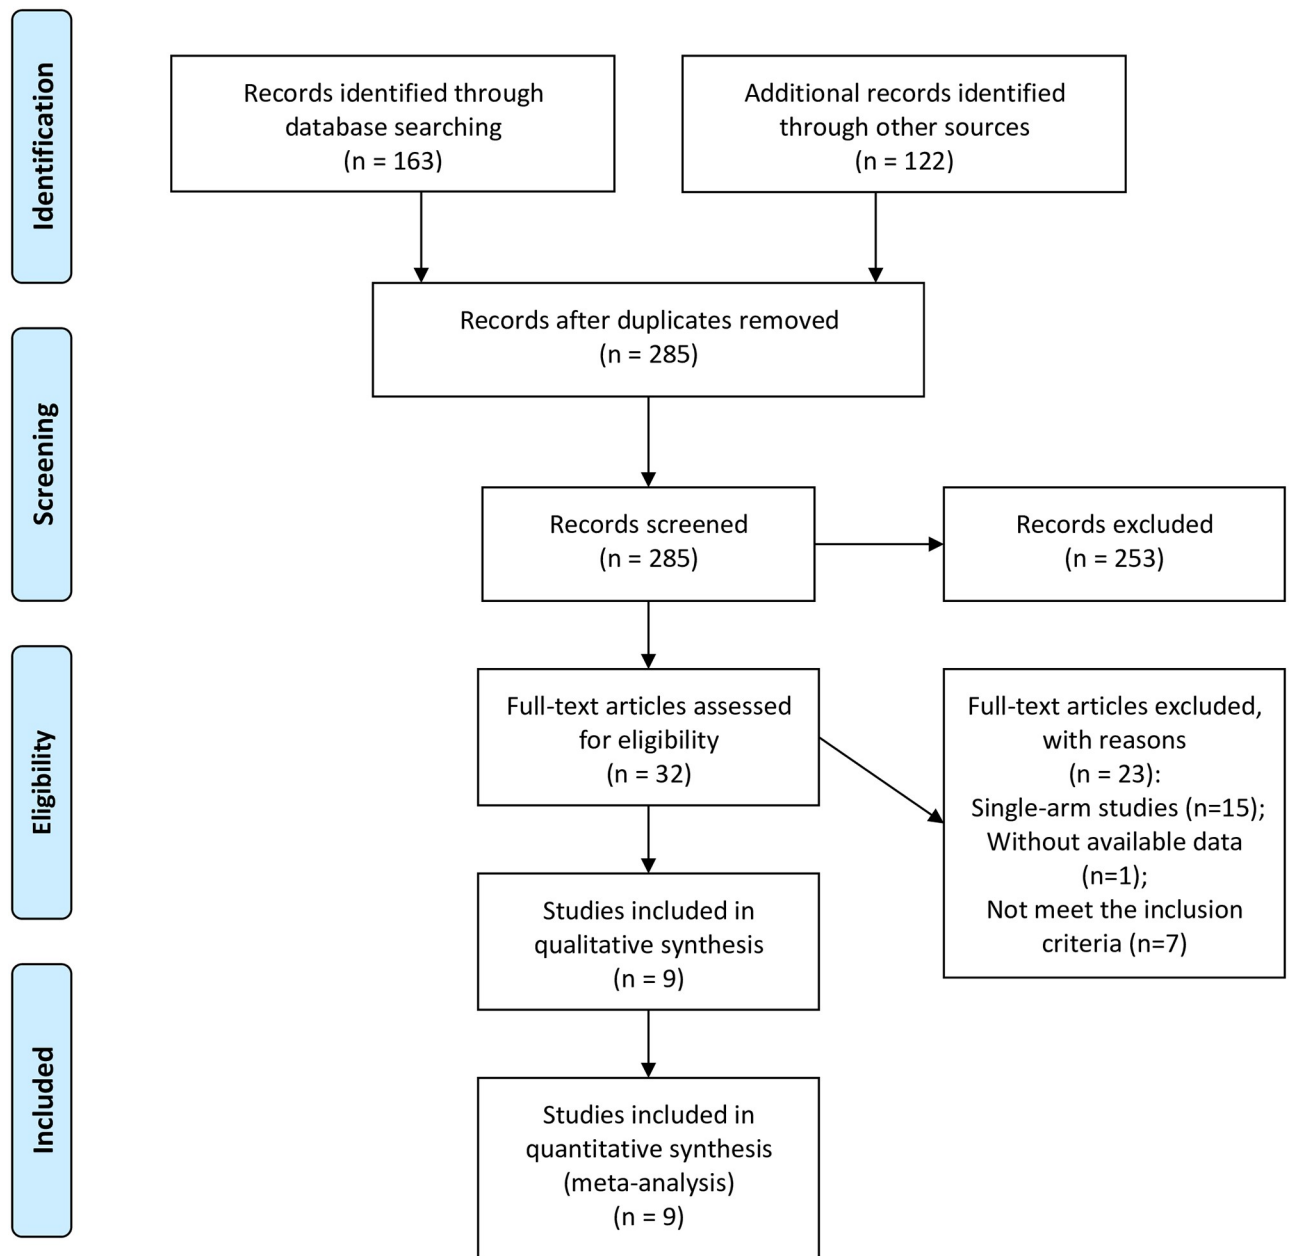 Identification
Records identified through
database searching
(n = 163)
Additional records identified
through other sources
(n = 122)
Records after duplicates removed
(n = 285)
Screening
Records screened
(n = 285)
Records excluded
(n = 253)
Eligibility
Full-text articles assessed
for eligibility
(n = 32)
Full-text articles excluded,
with reasons
(n = 23):
Single-arm studies (n=15);
Without available data
(n=1);
Not meet the inclusion
criteria (n=7)
Studies included in
qualitative synthesis
(n = 9)
Included
Studies included in
quantitative synthesis
(meta-analysis)
(n = 9)